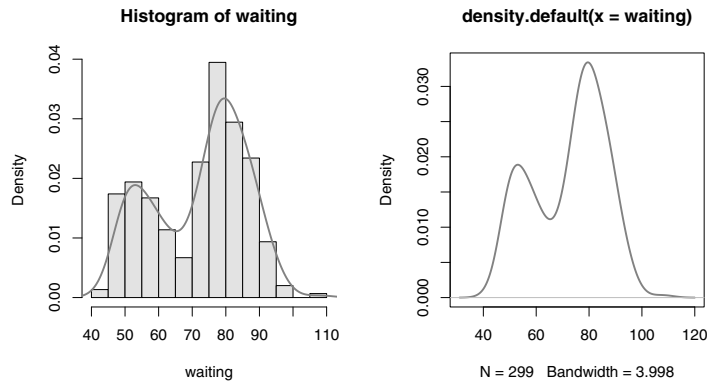 Histogram of waiting
Density
0.00 0.01 0.02 0.03 0.04
40 50 60 70 80 90 110
waiting
density.default(x = waiting)
Density
0.000 0.010 0.020 0.030
40 60 80 100 120
N = 299 Bandwidth = 3.998